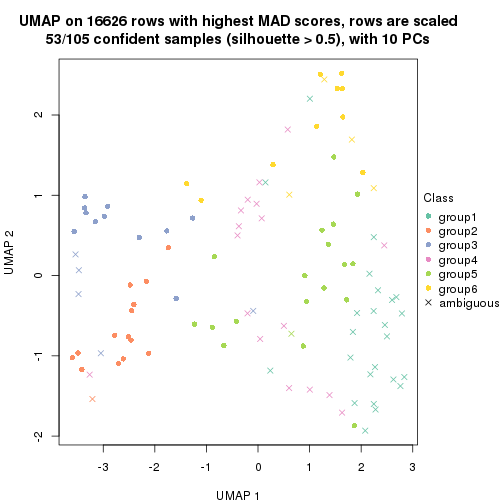 UMAP on 16626 rows with highest MAD scores, rows are scaled
53/105 confident samples (silhouette > 0.5), with 10 PCs
UMAP 2
2
1
0
-1
-2
-3
-2
-1
0
1
2
3
UMAP 1
Class
group1
group2
group3
group4
group5
group6
ambiguous